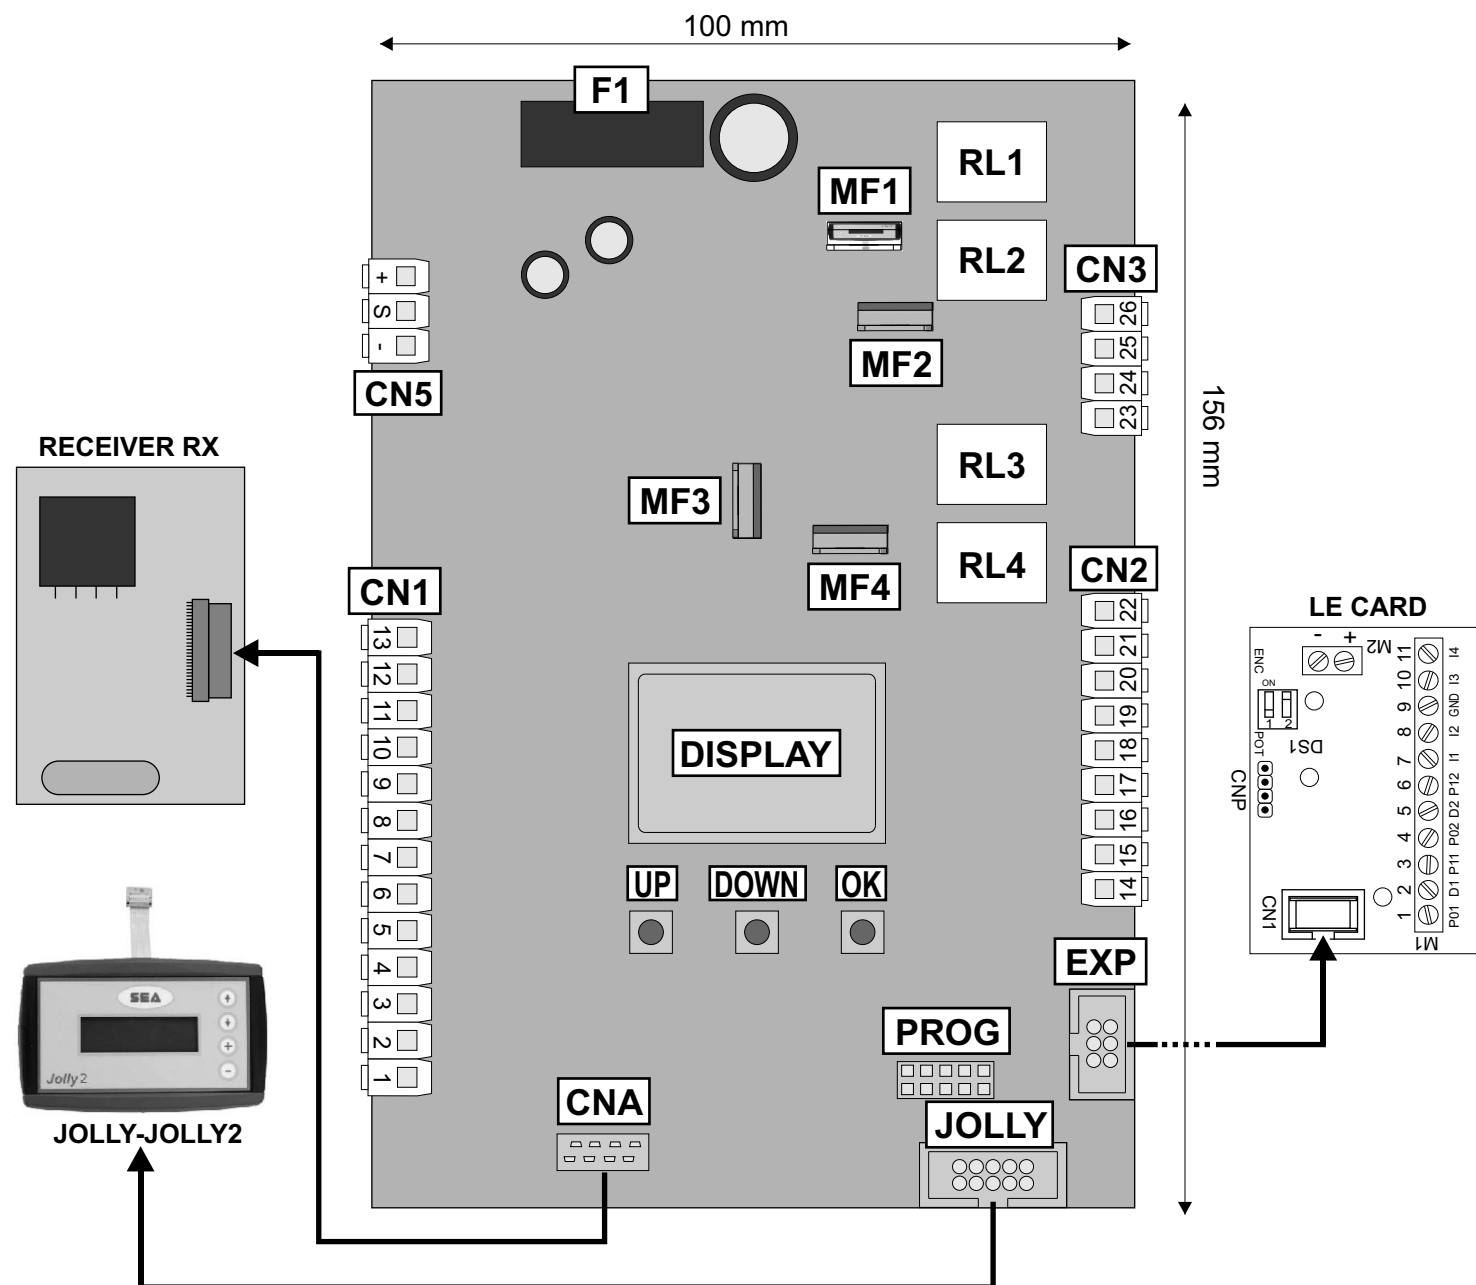 100 mm
F1
RL1
MF1
RL2
CN3
+
S
-
CN5
26
25
24
23
MF2
156 mm
RECEIVER RX
RL3
MF3
RL4
MF4
CN2
CN1
13
12
11
10
9
8
7
6
5
4
3
2
1
22
21
20
19
18
17
16
15
14
DISPLAY
UP
DOWN
OK
EXP
PROG
CNA
JOLLY
SEA
Jolly2
JOLLY-JOLLY2
LE CARD
- +
M2
ENC
ON
1 2
POT
DS1
CNP
CN1
11 I4
10 I3
9 GND
8 I2
7 I1
6 P12
5 D2
4 P02
3 P11
2 D1
1 P01
M1